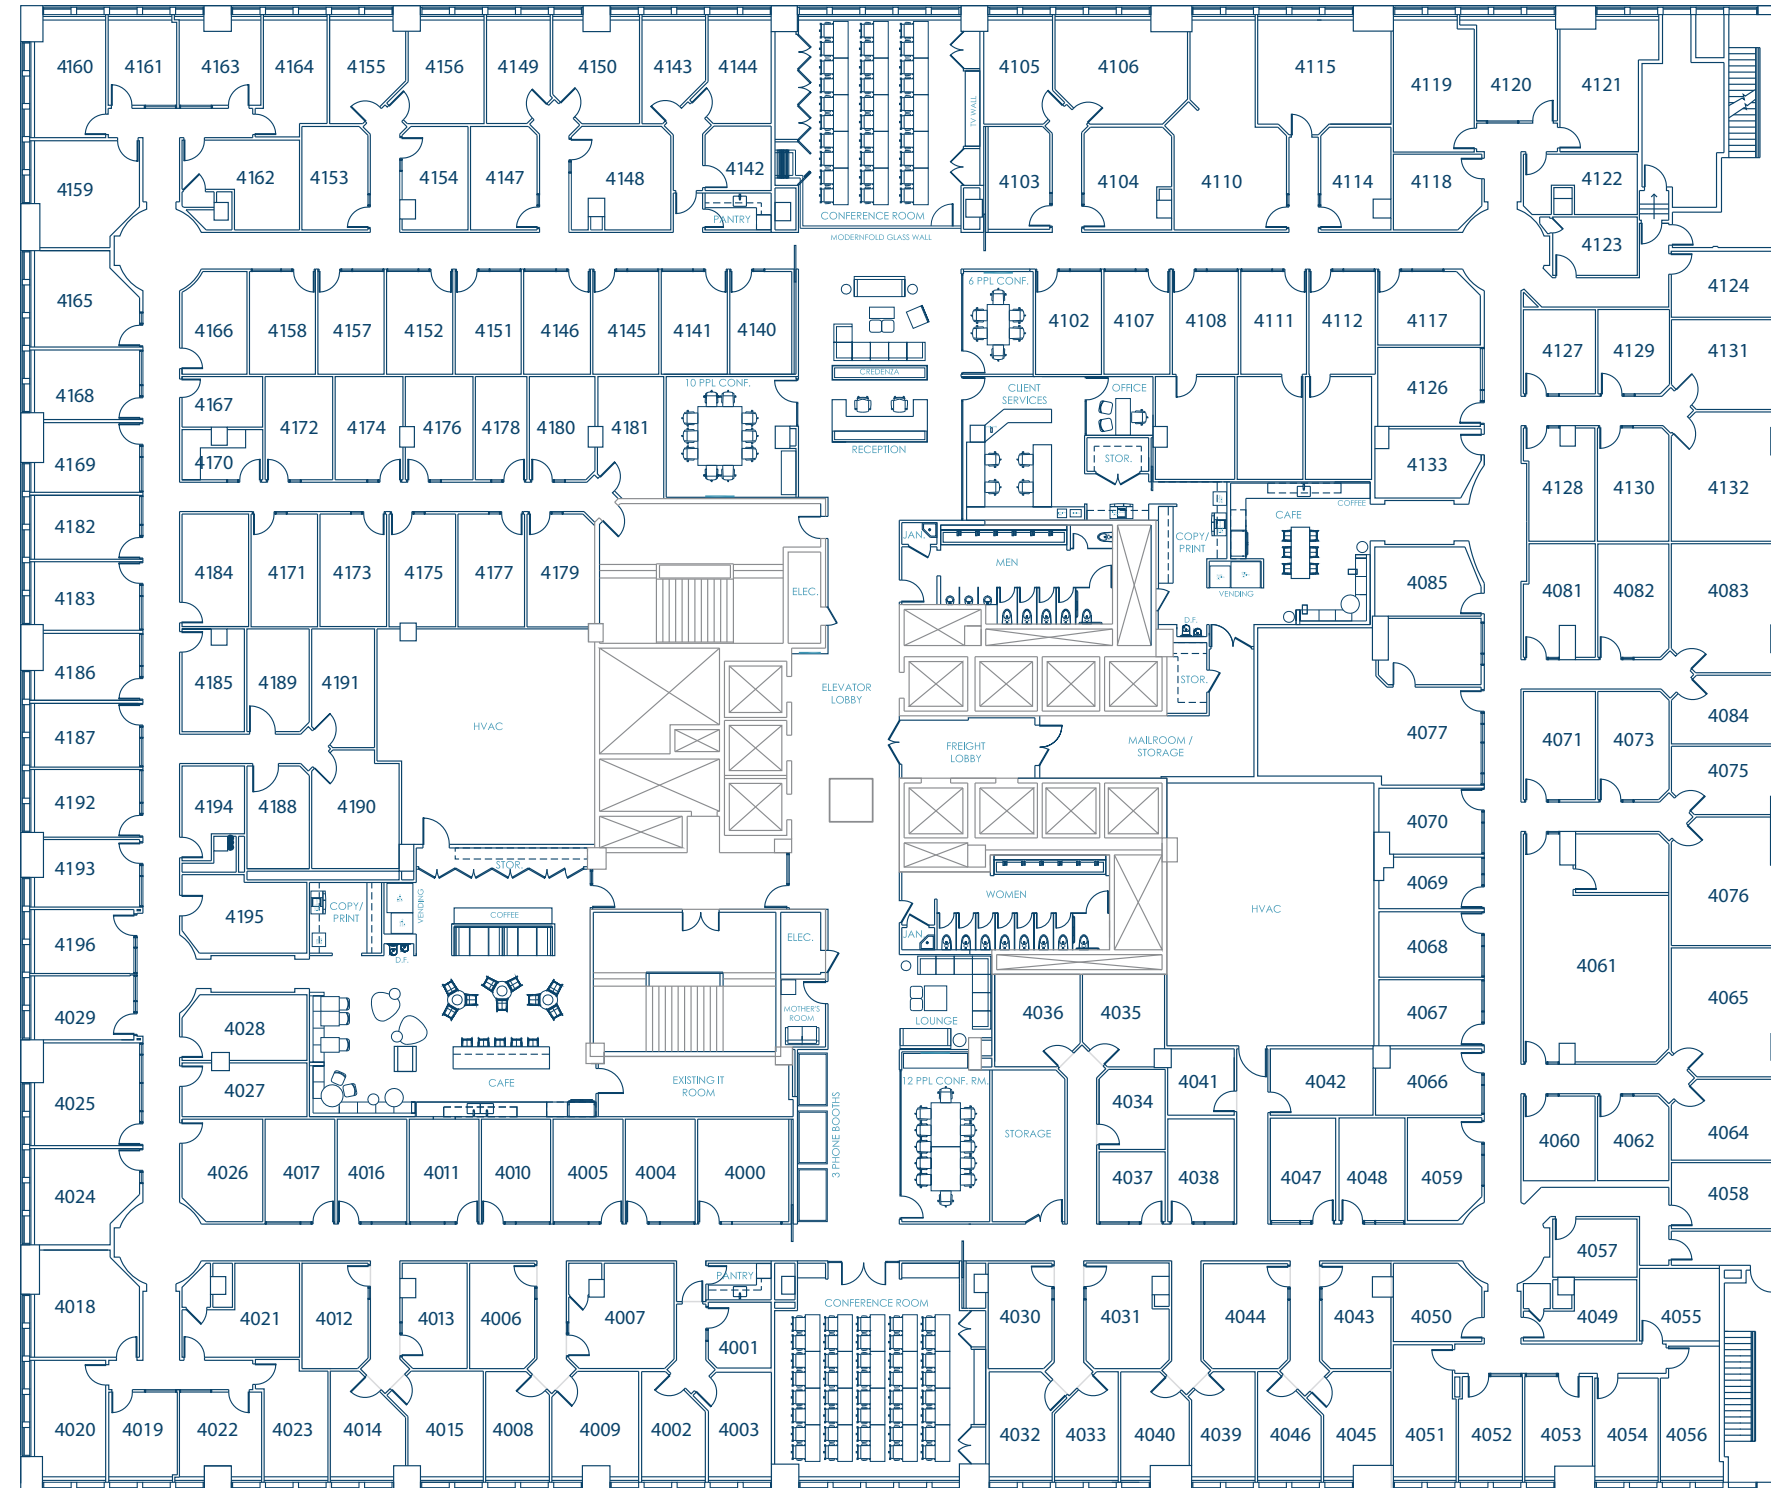 4160 4161 4163 4164 4155 4156 4149 4150 4143 4144 4105 4106 4115 4119 4120 4121
TV WALL
4159 4162 4153 4154 4147 4148 4142 4103 4104 4110 4114 4118 4122
PANTRY
CONFERENCE ROOM
MODERNFOLD GLASS WALL
4123
4165
6 PPL CONF.
4124
4166 4158 4157 4152 4151 4146 4145 4141 4140 4102 4107 4108 4111 4112 4117
4127 4129 4131
CREDENZA
4168
4167
10 PPL CONF.
CLIENT
SERVICES
OFFICE
4126
4172 4174 4176 4178 4180 4181
RECEPTION
4169
4170
STOR.
4133
4128 4130 4132
COFFEE
CAFE
4182
JAN.
COPY/
PRINT
MEN
4184 4171 4173 4175 4177 4179
4183
ELEC.
VENDING
4085
4081 4082 4083
D.F.
4186
4185 4189 4191
ELEVATOR
LOBBY
STOR.
HVAC
4187
FREIGHT
LOBBY
MAILROOM /
STORAGE
4077
4071 4073 4084
4075
4192
4194 4188 4190
4070
4193
STOR.
4069
4076
WOMEN
4195
COPY/
PRINT
VENDING
COFFEE
HVAC
4196
D.F.
ELEC.
JAN.
4068
4061
4065
4029
4028
MOTHER'S
ROOM
LOUNGE
4036 4035
4067
4027
CAFE
EXISTING IT
ROOM
12 PPL CONF. RM.
4041 4042 4066
4025
3 PHONE BOOTHS
STORAGE
4034
4060 4062 4064
4024
4026 4017 4016 4011 4010 4005 4004 4000
4037 4038 4047 4048 4059
4058
4057
4018
PANTRY
CONFERENCE ROOM
4021 4012 4013 4006 4007 4001
4030 4031 4044 4043 4050 4049 4055
4020 4019 4022 4023 4014 4015 4008 4009 4002 4003 4032 4033 4040 4039 4046 4045 4051 4052 4053 4054 4056